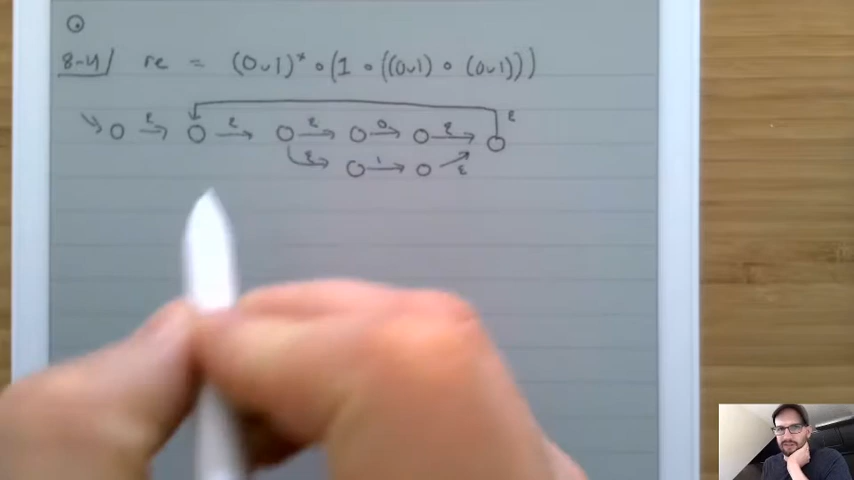 8-4/ re = (0∪1)* ∘ (1 ∘ ((0∪1) ∘ (0∪1)))
ε
ε ε ε 0 ε
ε 1 ε